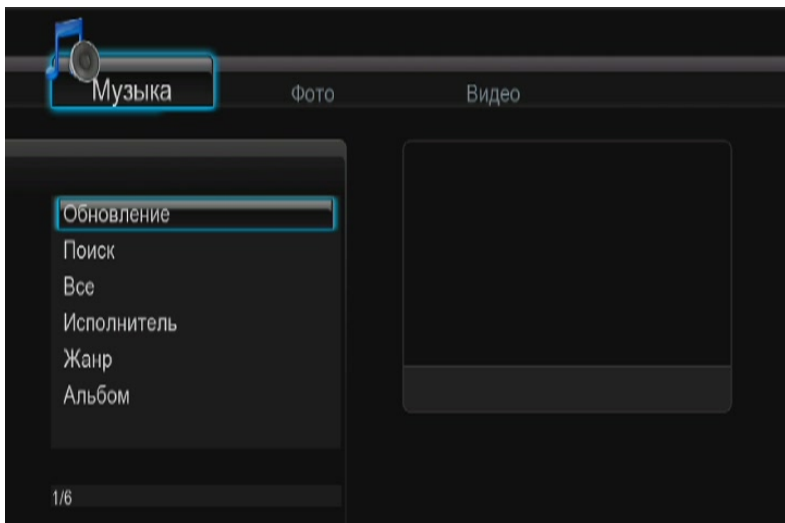 Музыка Фото Видео
Обновление
Поиск
Все
Исполнитель
Жанр
Альбом
1/6